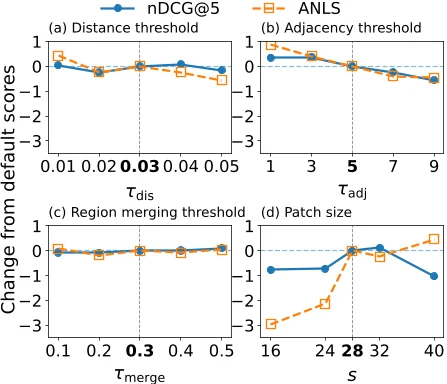 nDCG@5 ANLS
(a) Distance threshold
(b) Adjacency threshold
1
0
−1
−2
−3
0.01 0.02 0.03 0.04 0.05
τdis
1
0
−1
−2
−3
1 3 5 7 9
τadj
Change from default scores
(c) Region merging threshold
(d) Patch size
1
0
−1
−2
−3
0.1 0.2 0.3 0.4 0.5
τmerge
1
0
−1
−2
−3
16 24 28 32 40
s